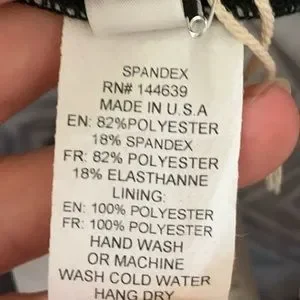 SPANDEX
RN# 144639
MADE IN U.S.A
EN: 82%POLYESTER
18% SPANDEX
FR: 82% POLYESTER
18% ELASTHANNE
LINING:
EN: 100% POLYESTER
FR: 100% POLYESTER
HAND WASH
OR MACHINE
WASH COLD WATER
HANG DRY